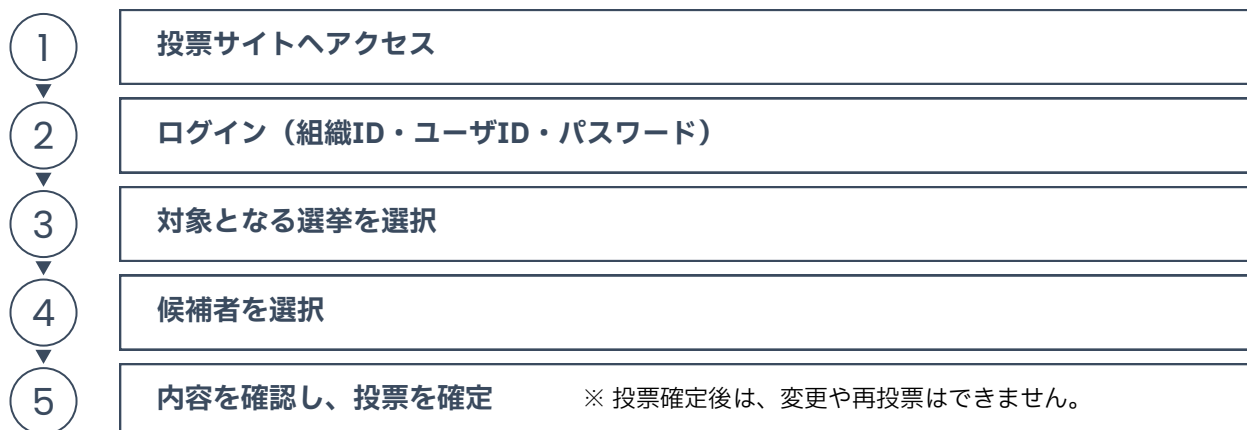 1 投票サイトへアクセス
2 ログイン（組織ID・ユーザID・パスワード）
3 対象となる選挙を選択
4 候補者を選択
5 内容を確認し、投票を確定 ※ 投票確定後は、変更や再投票はできません。